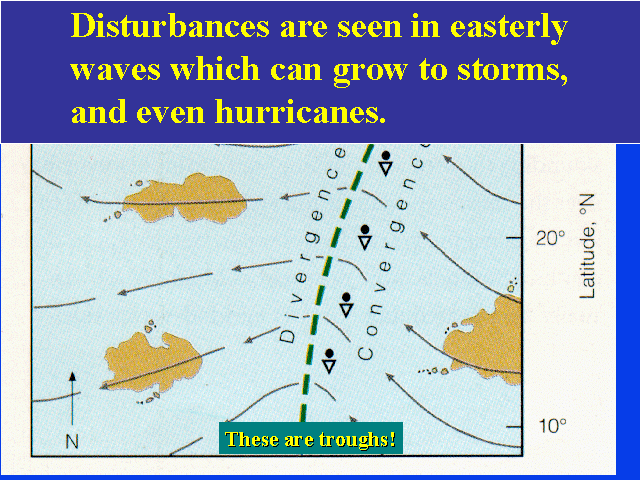 Disturbances are seen in easterly
waves which can grow to storms,
and even hurricanes.
Divergence
Convergence
20°
Latitude, °N
10°
N
These are troughs!